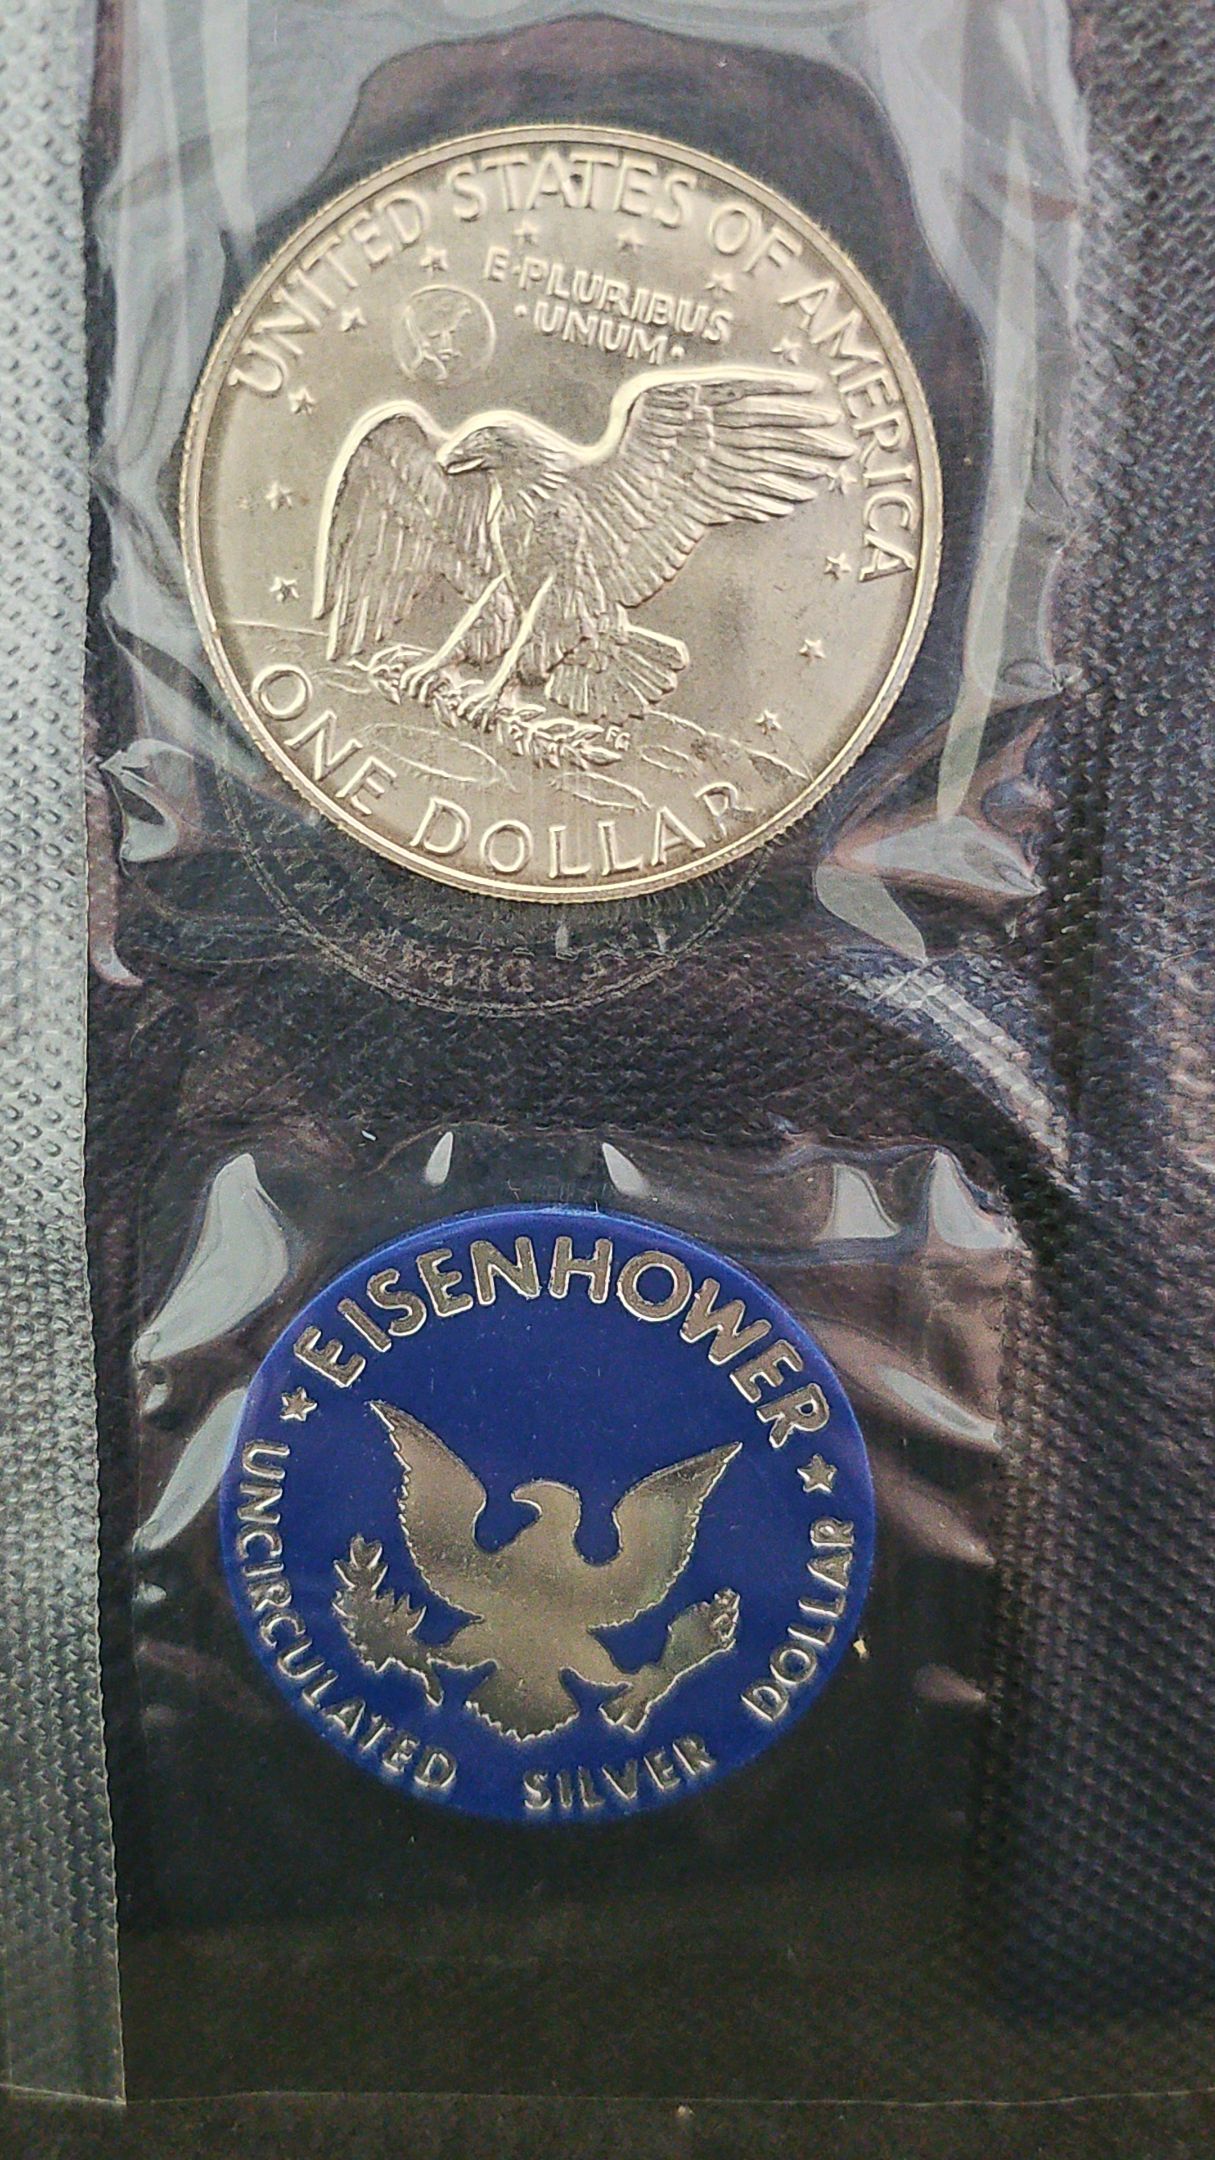 UNITED STATES OF AMERICA
E·PLURIBUS
·UNUM·
FG
ONE DOLLAR
EISENHOWER
UNCIRCULATED SILVER DOLLAR